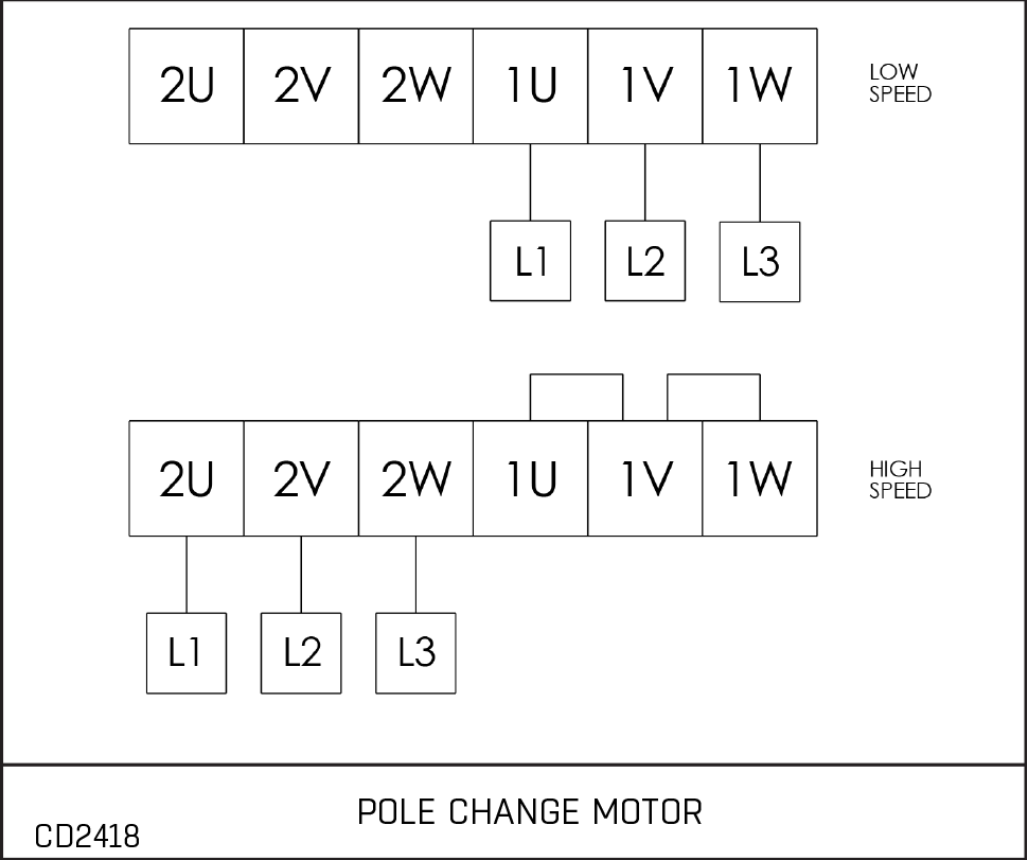 2U 2V 2W 1U 1V 1W
LOW
SPEED
L1 L2 L3
2U 2V 2W 1U 1V 1W
HIGH
SPEED
L1 L2 L3
POLE CHANGE MOTOR
CD2418